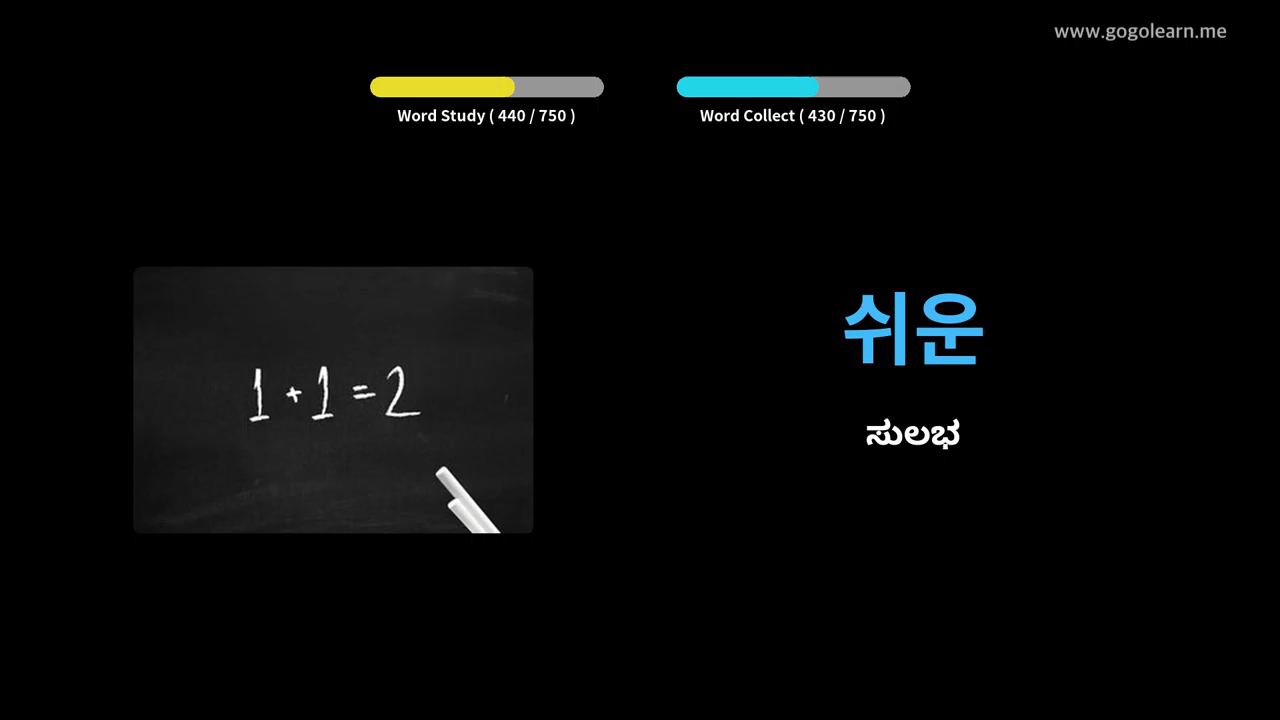 www.gogolearn.me
Word Study ( 440 / 750 )
Word Collect ( 430 / 750 )
1 + 1 = 2
쉬운
ಸುಲಭ